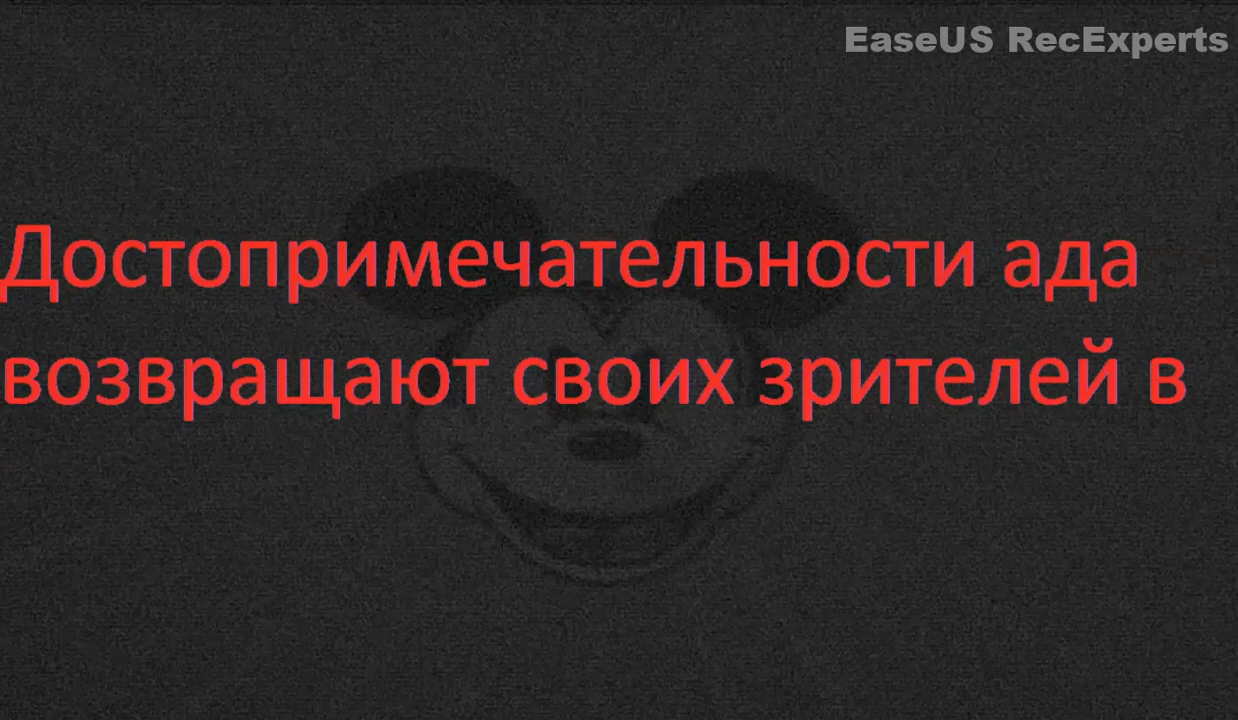 EaseUS RecExperts
Достопримечательности ада
возвращают своих зрителей в